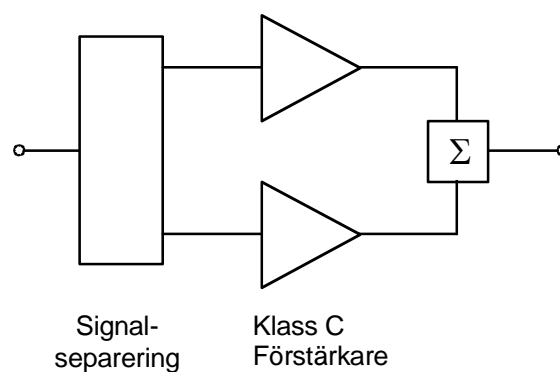 Σ
Signal-
separering
Klass C
Förstärkare